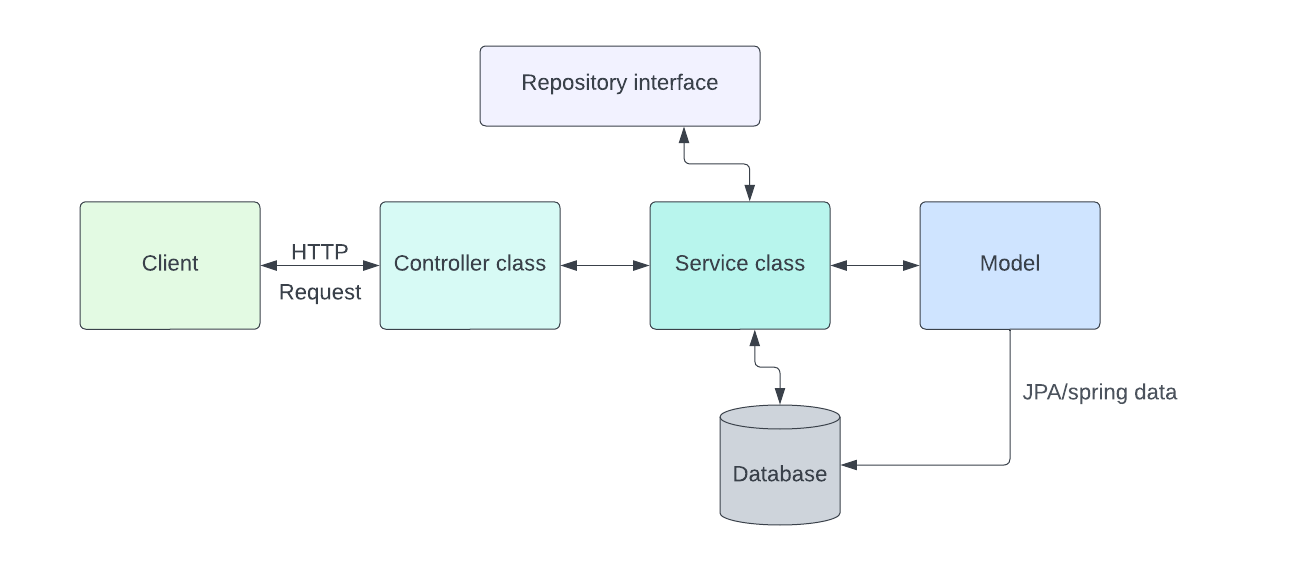 Repository interface
Client
HTTP
Request
Controller class
Service class
Model
JPA/spring data
Database